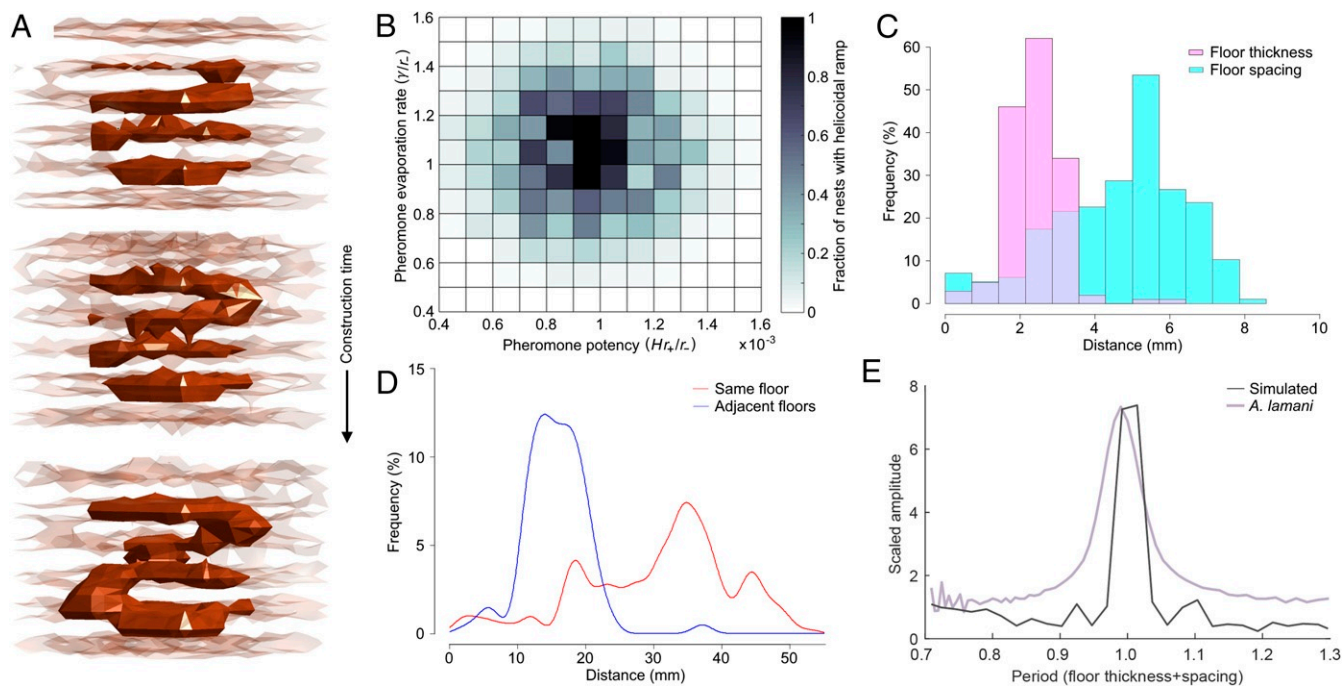 A
Construction time
B
Pheromone evaporation rate (γ/r₋)
1.6
1.4
1.2
1
0.8
0.6
0.4
0.4 0.6 0.8 1 1.2 1.4 1.6
Pheromone potency (Hr₊/r₋) ×10⁻³
1
0.8
0.6
0.4
0.2
0
Fraction of nests with helicoidal ramp
C
Floor thickness
Floor spacing
Frequency (%)
60
50
40
30
20
10
0
0 2 4 6 8 10
Distance (mm)
D
Same floor
Adjacent floors
Frequency (%)
15
10
5
0
0 10 20 30 40 50
Distance (mm)
E
Simulated
A. lamani
Scaled amplitude
8
6
4
2
0
0.7 0.8 0.9 1.0 1.1 1.2 1.3
Period (floor thickness+spacing)